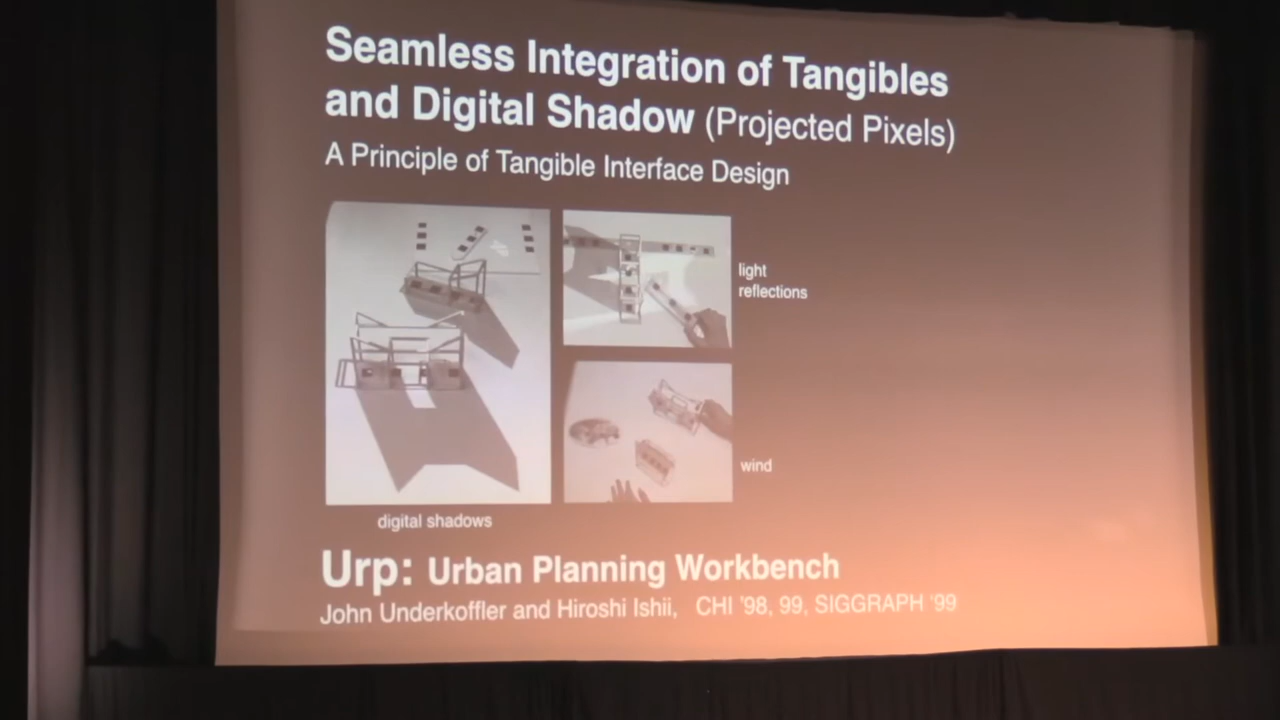 Seamless Integration of Tangibles
and Digital Shadow (Projected Pixels)
A Principle of Tangible Interface Design
light
reflections
wind
digital shadows
Urp: Urban Planning Workbench
John Underkoffler and Hiroshi Ishii, CHI '98, 99, SIGGRAPH '99